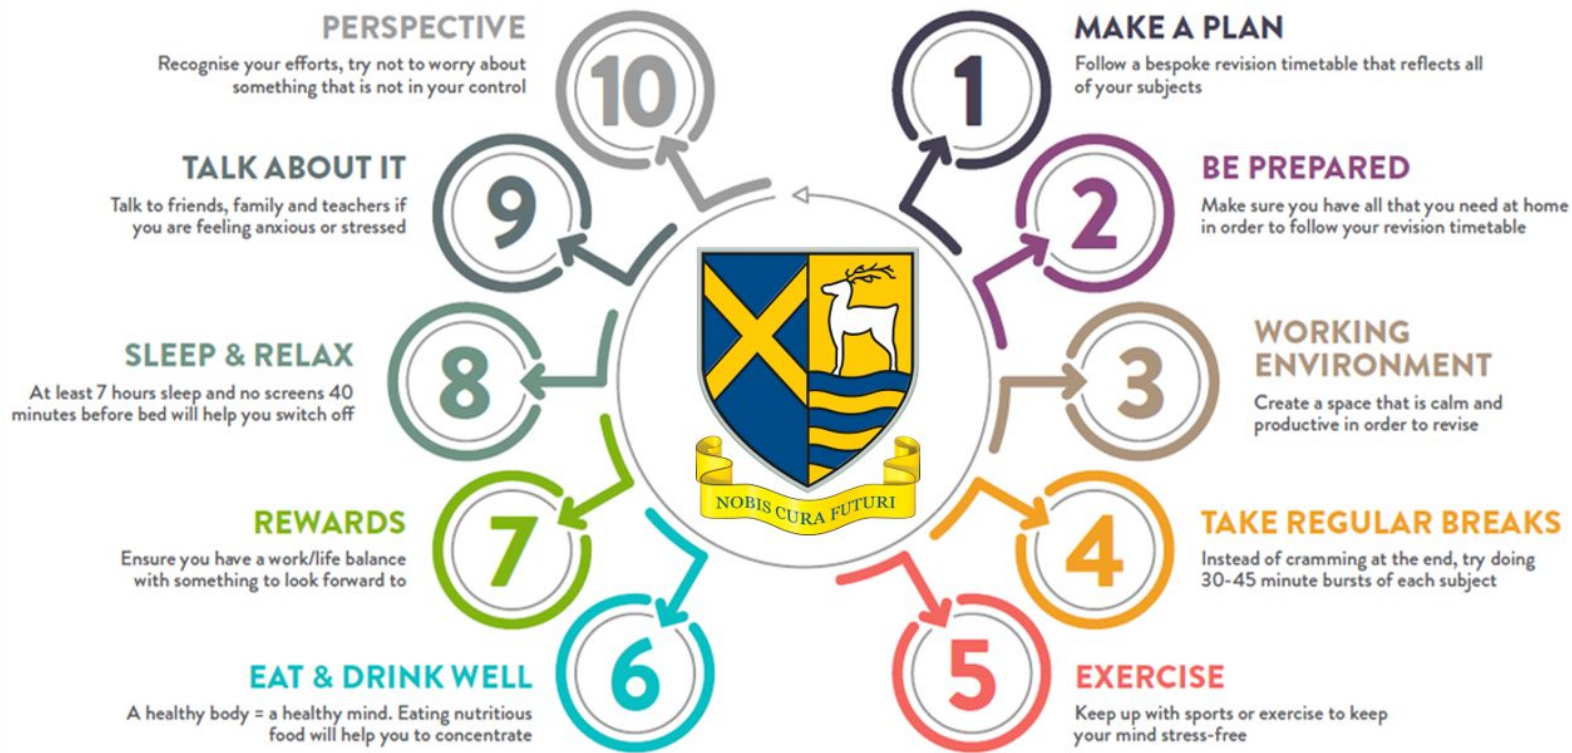 1
MAKE A PLAN
Follow a bespoke revision timetable that reflects all
of your subjects
2
BE PREPARED
Make sure you have all that you need at home
in order to follow your revision timetable
3
WORKING
ENVIRONMENT
Create a space that is calm and
productive in order to revise
4
TAKE REGULAR BREAKS
Instead of cramming at the end, try doing
30-45 minute bursts of each subject
5
EXERCISE
Keep up with sports or exercise to keep
your mind stress-free
6
EAT & DRINK WELL
A healthy body = a healthy mind. Eating nutritious
food will help you to concentrate
7
REWARDS
Ensure you have a work/life balance
with something to look forward to
8
SLEEP & RELAX
At least 7 hours sleep and no screens 40
minutes before bed will help you switch off
9
TALK ABOUT IT
Talk to friends, family and teachers if
you are feeling anxious or stressed
10
PERSPECTIVE
Recognise your efforts, try not to worry about
something that is not in your control
NOBIS CURA FUTURI